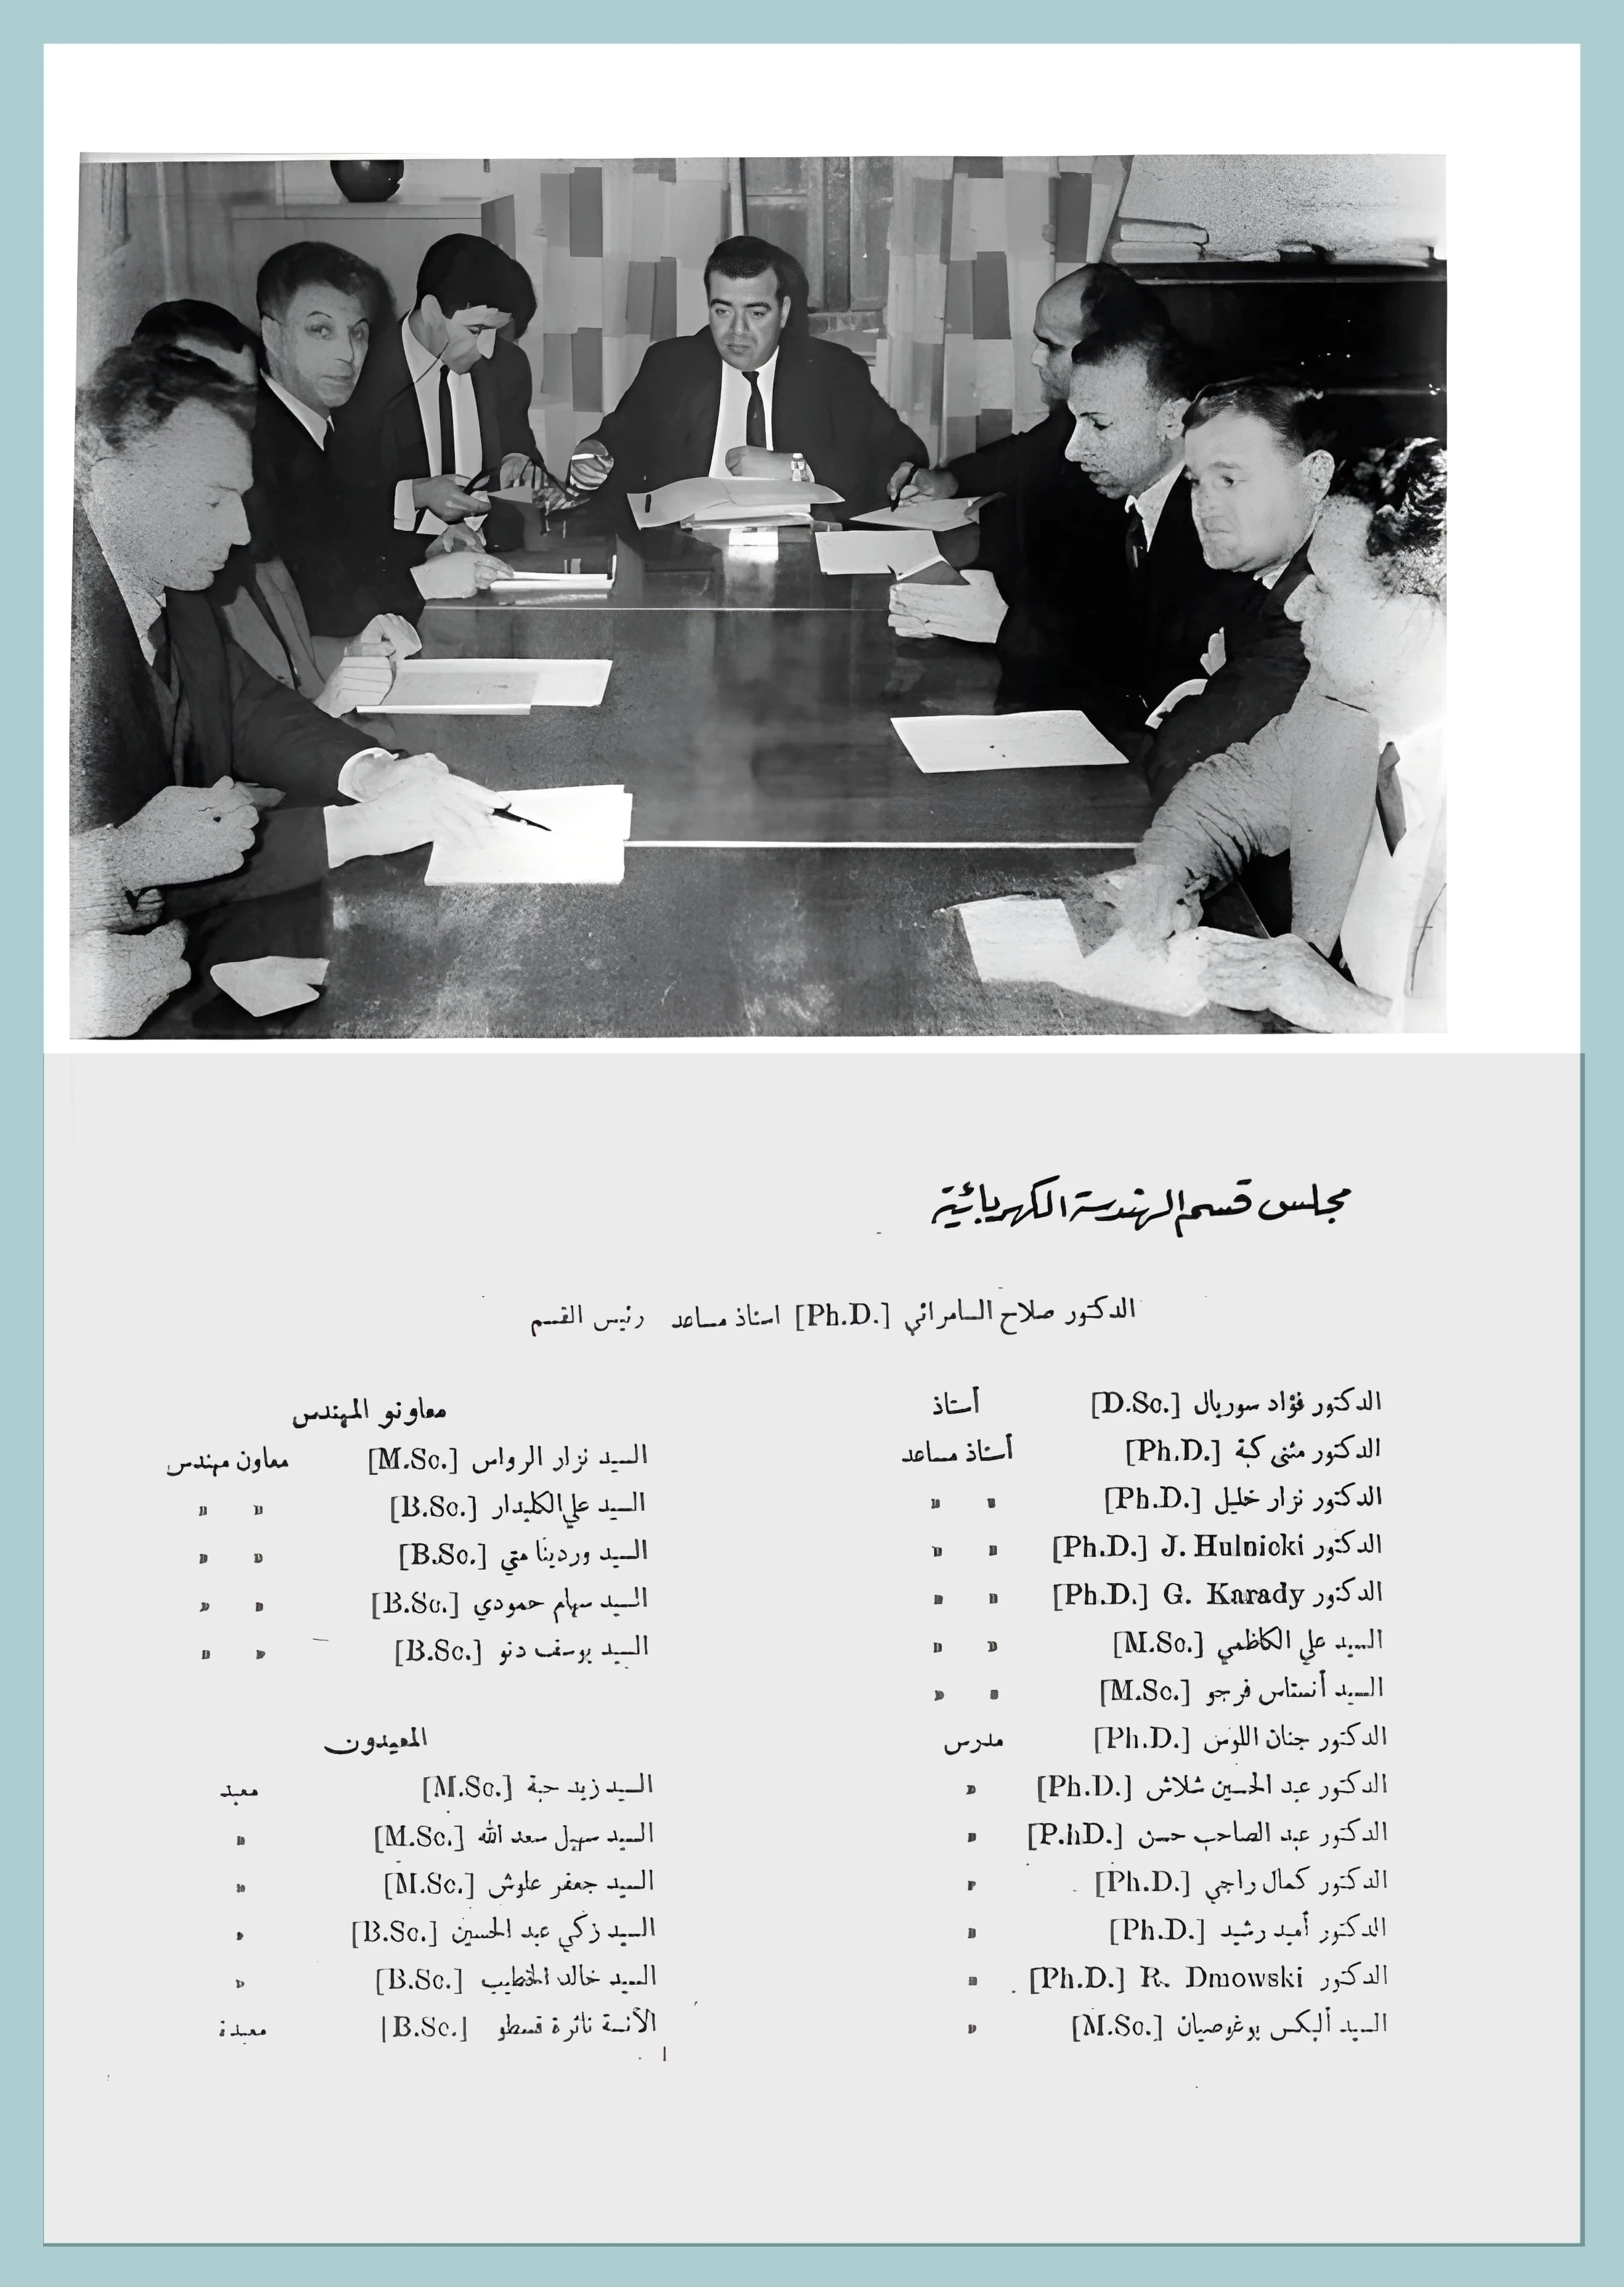 مجلس قسم الهندسة الكهربائية
الدكتور صلاح السامرائي [Ph.D.] استاذ مساعد رئيس القسم
الدكتور فؤاد سوريال [D.Sc.] أستاذ
الدكتور مثنى كبة [Ph.D.] أستاذ مساعد
الدكتور نزار خليل [Ph.D.] » »
الدكتور J. Hulnicki [Ph.D.] » »
الدكتور G. Karady [Ph.D.] » »
السيد علي الكاظمي [M.Sc.] » »
السيد أنستاس فرجو [M.Sc.] » »
الدكتور جنان اللوس [Ph.D.] مدرس
الدكتور عبد الحسين شلاش [Ph.D.] »
الدكتور عبد الصاحب حسن [P.hD.] »
الدكتور كمال راجي [Ph.D.] »
الدكتور أميد رشيد [Ph.D.] »
الدكتور R. Dmowski [Ph.D.] »
السيد ألبكس بوغوصيان [M.Sc.] »
معاونو المهندس
السيد نزار الرواس [M.Sc.] معاون مهندس
السيد علي الكليدار [B.Sc.] » »
السيد وردينا متي [B.Sc.] » »
السيد سهام حمودي [B.Sc.] » »
السيد يوسف دنو [B.Sc.] » »
المعيدون
السيد زيد حبة [M.Sc.] معيد
السيد سهيل سعد الله [M.Sc.] »
السيد جعفر علوش [M.Sc.] »
السيد زكي عبد الحسين [B.Sc.] »
السيد خالد الخطيب [B.Sc.] »
الآنسة نائرة قسطو [B.Sc.] معيدة